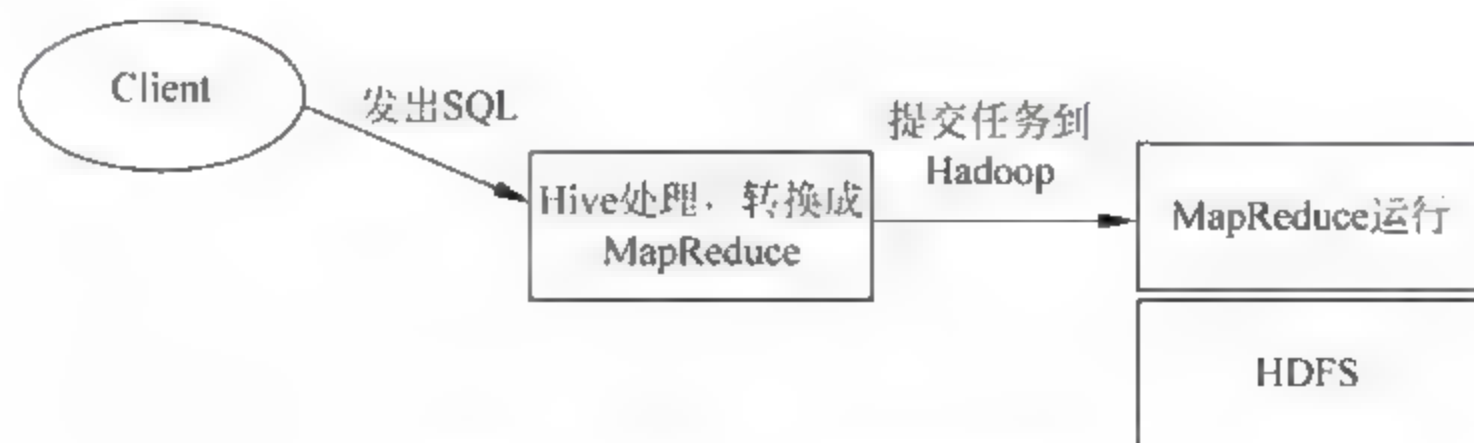 Client
发出SQL
Hive处理，转换成
MapReduce
提交任务到
Hadoop
MapReduce运行
HDFS